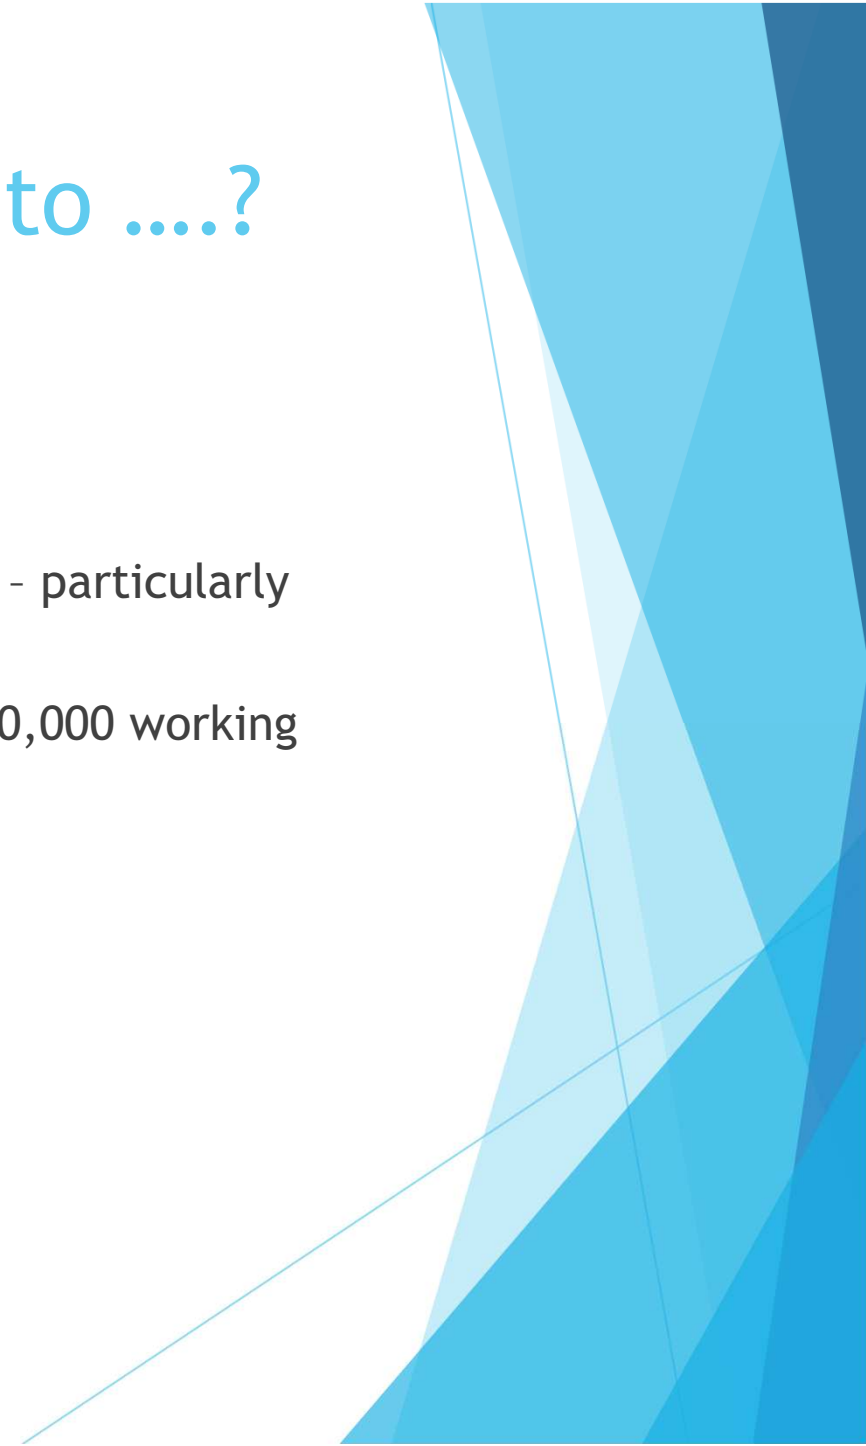 to ....?
– particularly
0,000 working